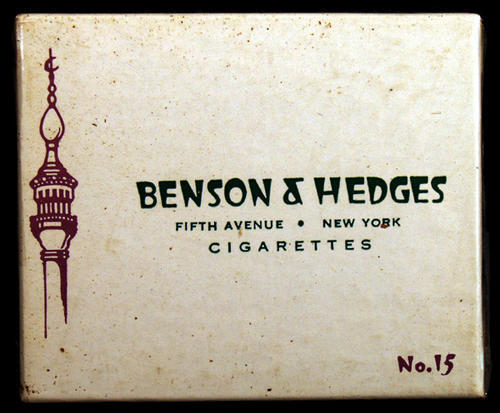 BENSON & HEDGES
FIFTH AVENUE • NEW YORK
CIGARETTES
No.15